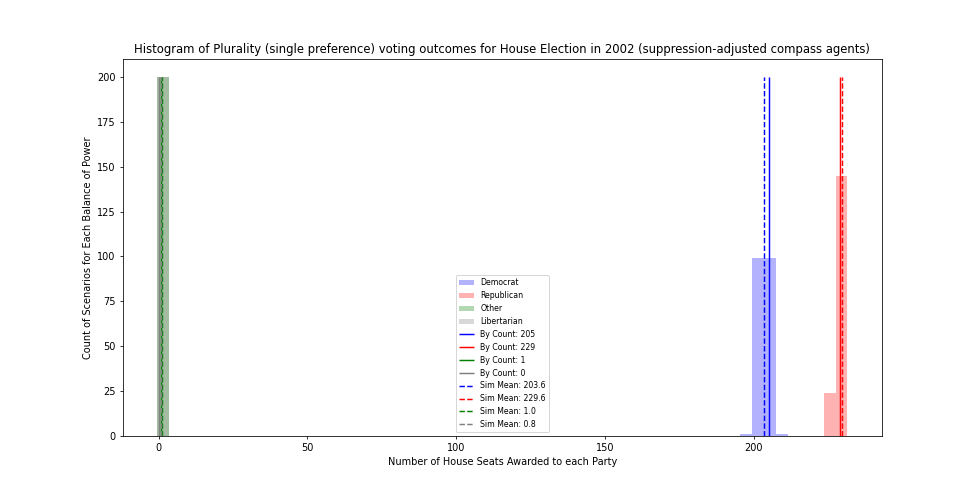 Histogram of Plurality (single preference) voting outcomes for House Election in 2002 (suppression-adjusted compass agents)
200
175
150
125
100
75
50
25
0
Count of Scenarios for Each Balance of Power
Democrat
Republican
Other
Libertarian
By Count: 205
By Count: 229
By Count: 1
By Count: 0
Sim Mean: 203.6
Sim Mean: 229.6
Sim Mean: 1.0
Sim Mean: 0.8
0 50 100 150 200
Number of House Seats Awarded to each Party